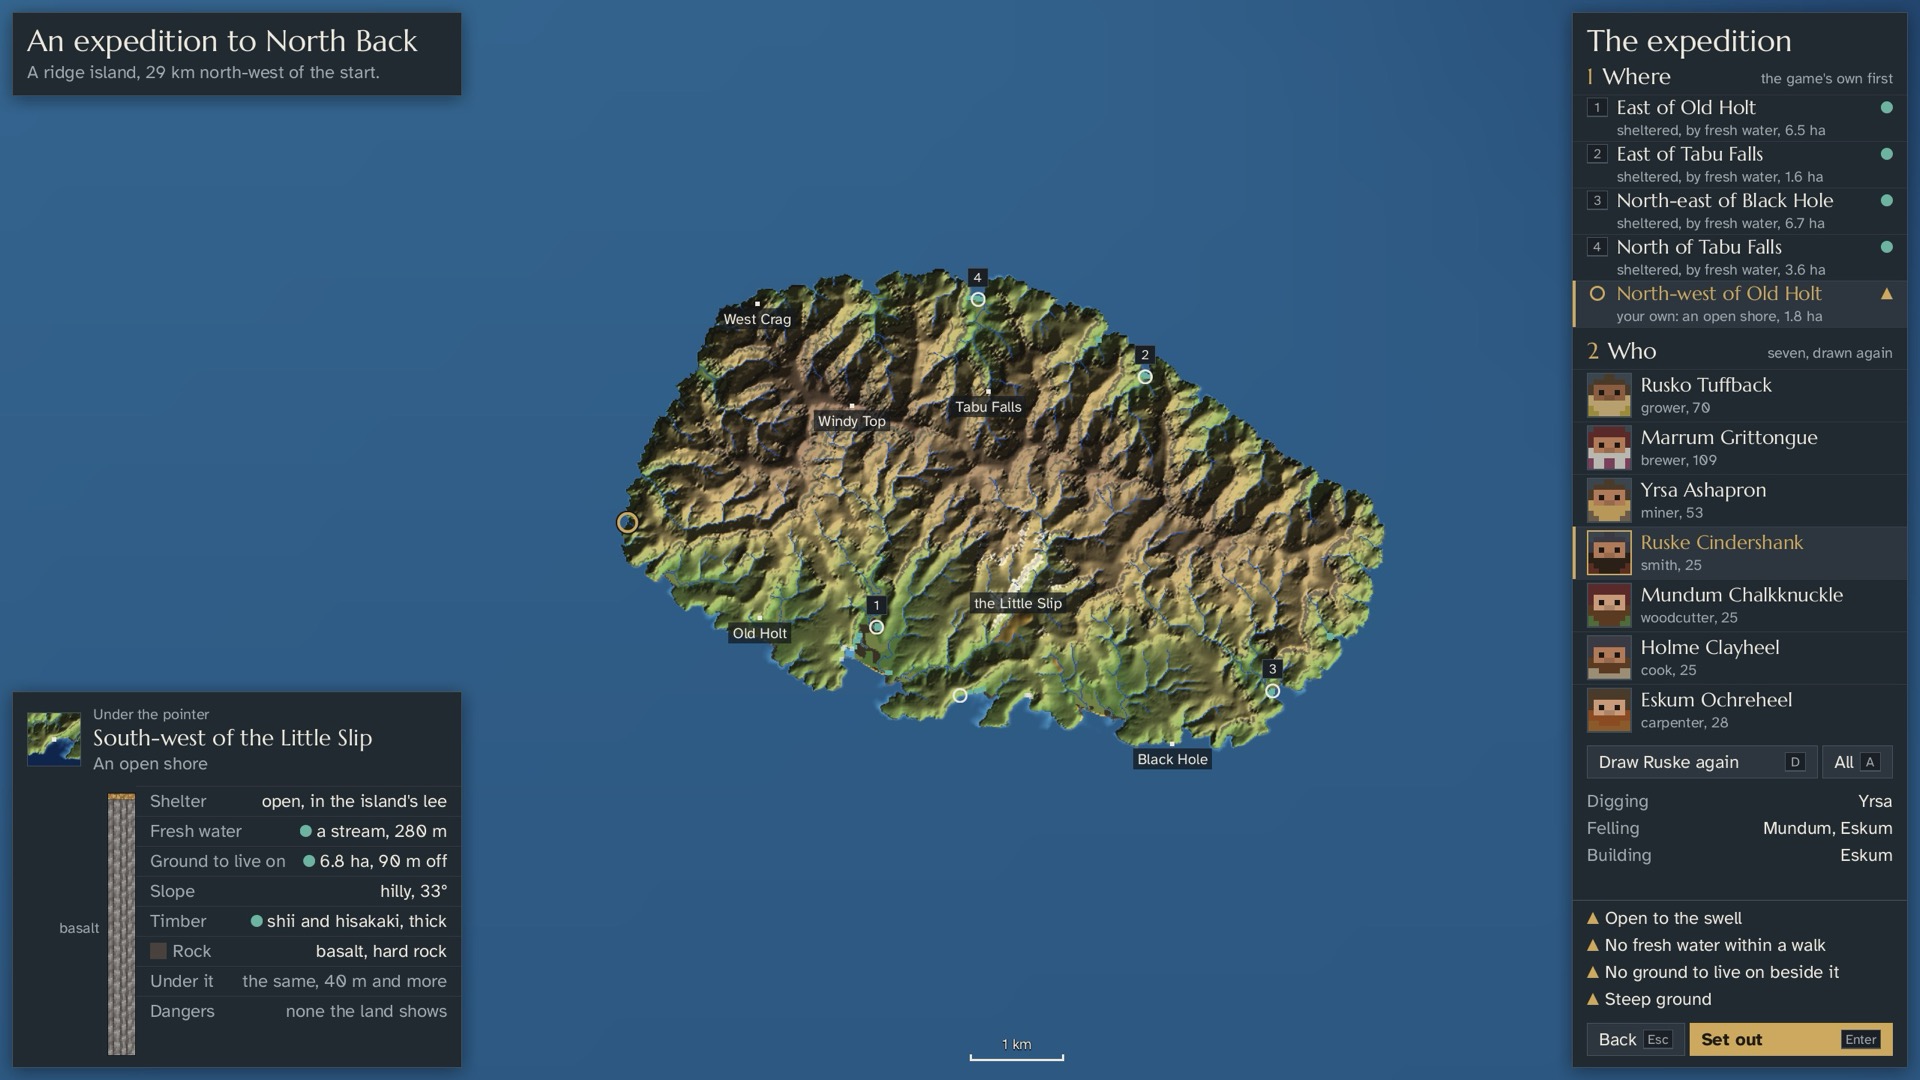 An expedition to North Back
A ridge island, 29 km north-west of the start.
West Crag
Windy Top
Tabu Falls
4
2
1
Old Holt
the Little Slip
3
Black Hole
1 km
Under the pointer
South-west of the Little Slip
An open shore
basalt
Shelter open, in the island's lee
Fresh water a stream, 280 m
Ground to live on 6.8 ha, 90 m off
Slope hilly, 33°
Timber shii and hisakaki, thick
Rock basalt, hard rock
Under it the same, 40 m and more
Dangers none the land shows
The expedition
1 Where the game's own first
1 East of Old Holt
sheltered, by fresh water, 6.5 ha
2 East of Tabu Falls
sheltered, by fresh water, 1.6 ha
3 North-east of Black Hole
sheltered, by fresh water, 6.7 ha
4 North of Tabu Falls
sheltered, by fresh water, 3.6 ha
North-west of Old Holt
your own: an open shore, 1.8 ha
2 Who seven, drawn again
Rusko Tuffback
grower, 70
Marrum Grittongue
brewer, 109
Yrsa Ashapron
miner, 53
Ruske Cindershank
smith, 25
Mundum Chalkknuckle
woodcutter, 25
Holme Clayheel
cook, 25
Eskum Ochreheel
carpenter, 28
Draw Ruske again D All A
Digging Yrsa
Felling Mundum, Eskum
Building Eskum
Open to the swell
No fresh water within a walk
No ground to live on beside it
Steep ground
Back Esc Set out Enter